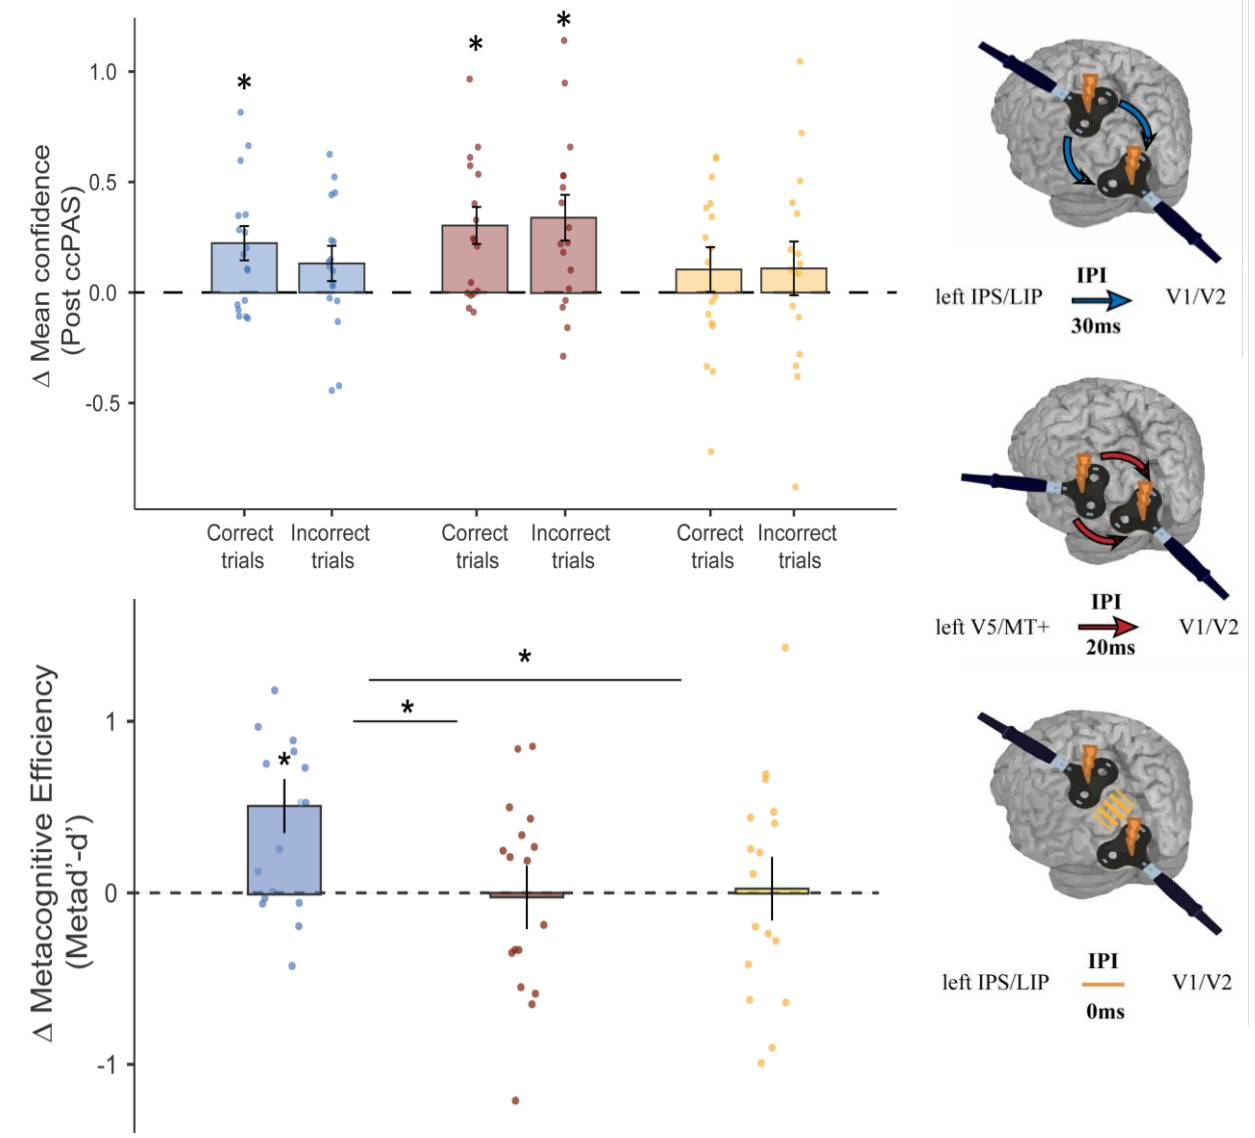 Δ Mean confidence
(Post ccPAS)
1.0
0.5
0.0
-0.5
*
*
*
Correct trials
Incorrect trials
Correct trials
Incorrect trials
Correct trials
Incorrect trials
IPI
left IPS/LIP V1/V2
30ms
IPI
left V5/MT+ V1/V2
20ms
Δ Metacognitive Efficiency
(Metad'-d')
1
0
-1
*
*
*
IPI
left IPS/LIP V1/V2
0ms